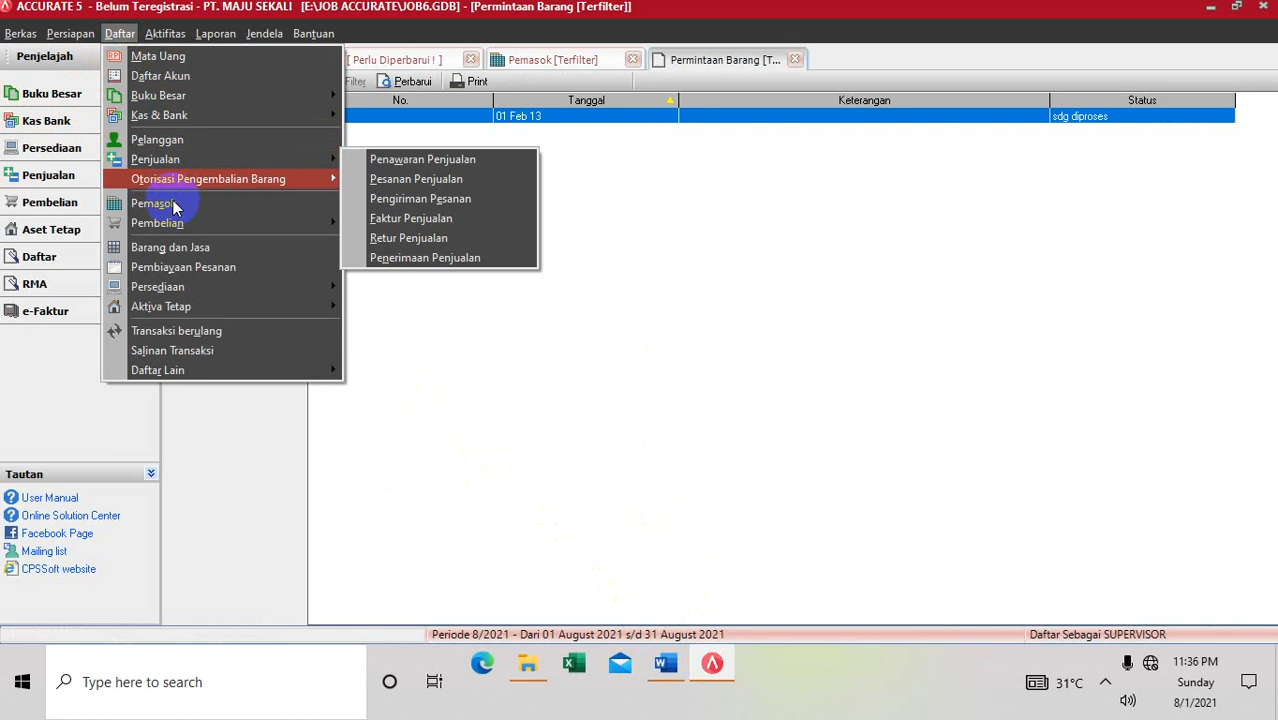 ACCURATE 5 - Belum Teregistrasi - PT. MAJU SEKALI [E:\JOB ACCURATE\JOB6.GDB] - [Permintaan Barang [Terfilter]]
Berkas Persiapan Daftar Aktifitas Laporan Jendela Bantuan
Penjelajah
Perlu Diperbarui ! ]
Pemasok [Terfilter]
Permintaan Barang [T...
Filter Perbarui Print
No. Tanggal Keterangan Status
01 Feb 13 sdg diproses
Buku Besar
Kas Bank
Persediaan
Penjualan
Pembelian
Aset Tetap
Daftar
RMA
e-Faktur
Mata Uang
Daftar Akun
Buku Besar
Kas & Bank
Pelanggan
Penjualan
Otorisasi Pengembalian Barang
Pemasok
Pembelian
Barang dan Jasa
Pembiayaan Pesanan
Persediaan
Aktiva Tetap
Transaksi berulang
Salinan Transaksi
Daftar Lain
Penawaran Penjualan
Pesanan Penjualan
Pengiriman Pesanan
Faktur Penjualan
Retur Penjualan
Penerimaan Penjualan
Tautan
User Manual
Online Solution Center
Facebook Page
Mailing list
CPSSoft website
Periode 8/2021 - Dari 01 August 2021 s/d 31 August 2021
Daftar Sebagai SUPERVISOR
Type here to search
31°C
11:36 PM
Sunday
8/1/2021